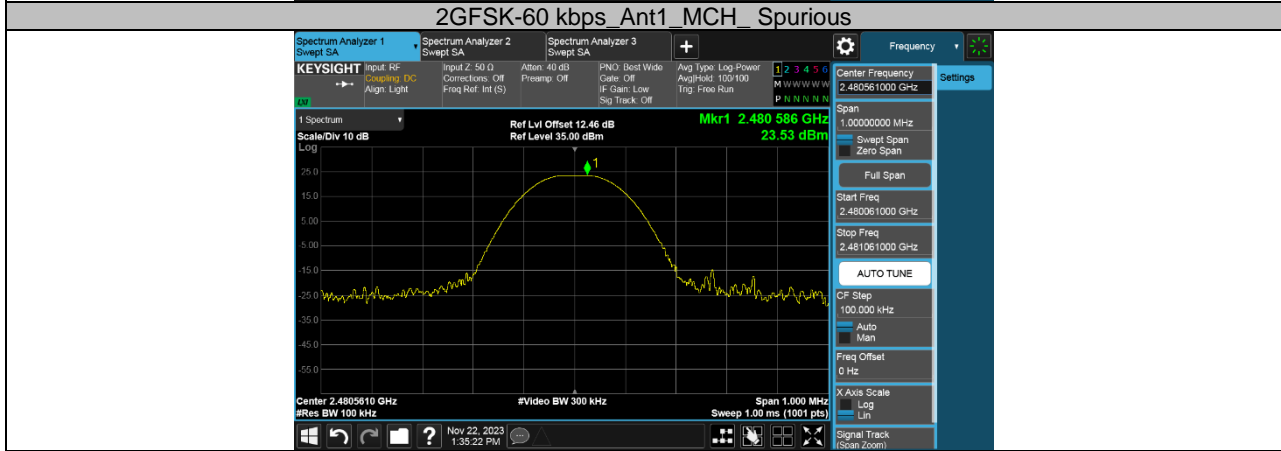 2GFSK-60 kbps_Ant1_MCH_ Spurious
Spectrum Analyzer 1
Swept SA
Spectrum Analyzer 2
Swept SA
Spectrum Analyzer 3
Swept SA
+
Frequency
KEYSIGHT
Input: RF
Coupling: DC
Align: Light
Input Z: 50 Ω
Corrections: Off
Freq Ref: Int (S)
Atten: 40 dB
Preamp: Off
PNO: Best Wide
Gate: Off
IF Gain: Low
Sig Track: Off
Avg Type: Log-Power
Avg|Hold: 100/100
Trig: Free Run
1 2 3 4 5 6
M W W W W W
P N N N N N
LXI
1 Spectrum
Scale/Div 10 dB
Log
Ref Lvl Offset 12.46 dB
Ref Level 35.00 dBm
Mkr1 2.480 586 GHz
23.53 dBm
1
25.0
15.0
5.00
-5.00
-15.0
-25.0
-35.0
-45.0
-55.0
Center 2.4805610 GHz
#Res BW 100 kHz
#Video BW 300 kHz
Span 1.000 MHz
Sweep 1.00 ms (1001 pts)
Nov 22, 2023
1:35:22 PM
?
Center Frequency
2.480561000 GHz
Settings
Span
1.00000000 MHz
Swept Span
Zero Span
Full Span
Start Freq
2.480061000 GHz
Stop Freq
2.481061000 GHz
AUTO TUNE
CF Step
100.000 kHz
Auto
Man
Freq Offset
0 Hz
X Axis Scale
Log
Lin
Signal Track
(Span Zoom)